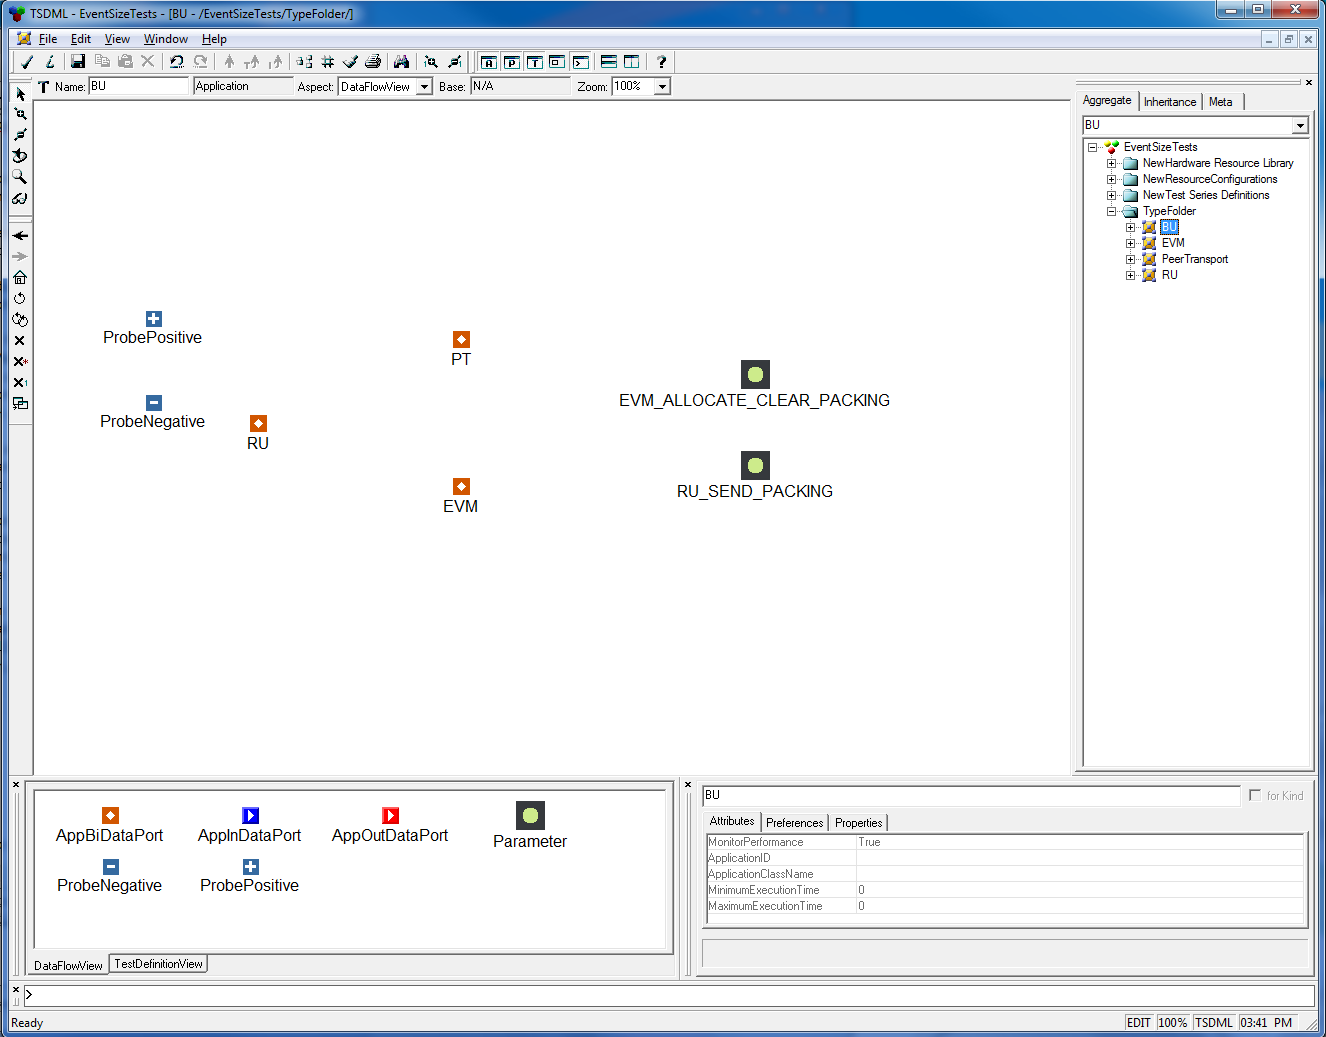 TSDML - EventSizeTests - [BU - /EventSizeTests/TypeFolder/]
File Edit View Window Help
Name: BU Application Aspect: DataFlowView Base: N/A Zoom: 100%
Aggregate Inheritance Meta
BU
EventSizeTests
NewHardware Resource Library
NewResourceConfigurations
NewTest Series Definitions
TypeFolder
BU
EVM
PeerTransport
RU
ProbePositive
PT
EVM_ALLOCATE_CLEAR_PACKING
ProbeNegative
RU
RU_SEND_PACKING
EVM
AppBiDataPort AppInDataPort AppOutDataPort Parameter
ProbeNegative ProbePositive
DataFlowView TestDefinitionView
BU for Kind
Attributes Preferences Properties
MonitorPerformance True
ApplicationID
ApplicationClassName
MinimumExecutionTime 0
MaximumExecutionTime 0
>
Ready EDIT 100% TSDML 03:41 PM